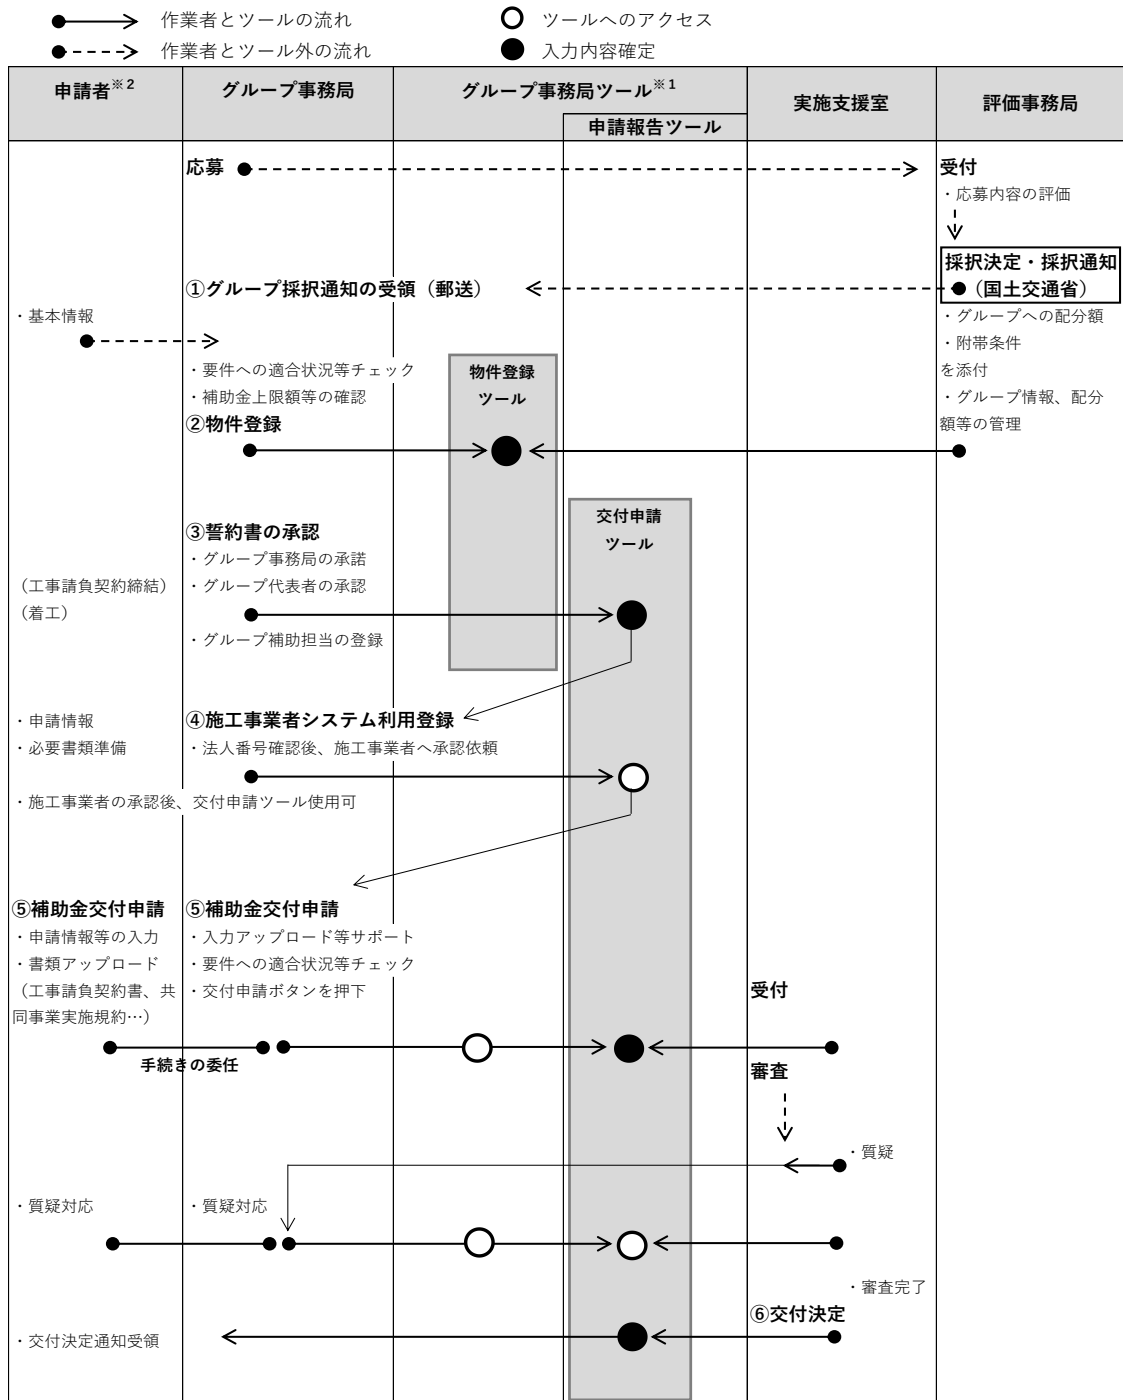 作業者とツールの流れ
ツールへのアクセス
作業者とツール外の流れ
入力内容確定
申請者※2
グループ事務局
グループ事務局ツール※1
申請報告ツール
実施支援室
評価事務局
応募
受付
・応募内容の評価
採択決定・採択通知
（国土交通省）
①グループ採択通知の受領（郵送）
・基本情報
・グループへの配分額
・附帯条件
を添付
・グループ情報、配分
額等の管理
・要件への適合状況等チェック
・補助金上限額等の確認
物件登録
ツール
②物件登録
交付申請
ツール
③誓約書の承認
・グループ事務局の承諾
・グループ代表者の承認
（工事請負契約締結）
（着工）
・グループ補助担当の登録
・申請情報
・必要書類準備
④施工事業者システム利用登録
・法人番号確認後、施工事業者へ承認依頼
・施工事業者の承認後、交付申請ツール使用可
⑤補助金交付申請
・申請情報等の入力
・書類アップロード
（工事請負契約書、共
同事業実施規約…）
⑤補助金交付申請
・入力アップロード等サポート
・要件への適合状況等チェック
・交付申請ボタンを押下
受付
手続きの委任
審査
・質疑
・質疑対応
・質疑対応
・審査完了
⑥交付決定
・交付決定通知受領